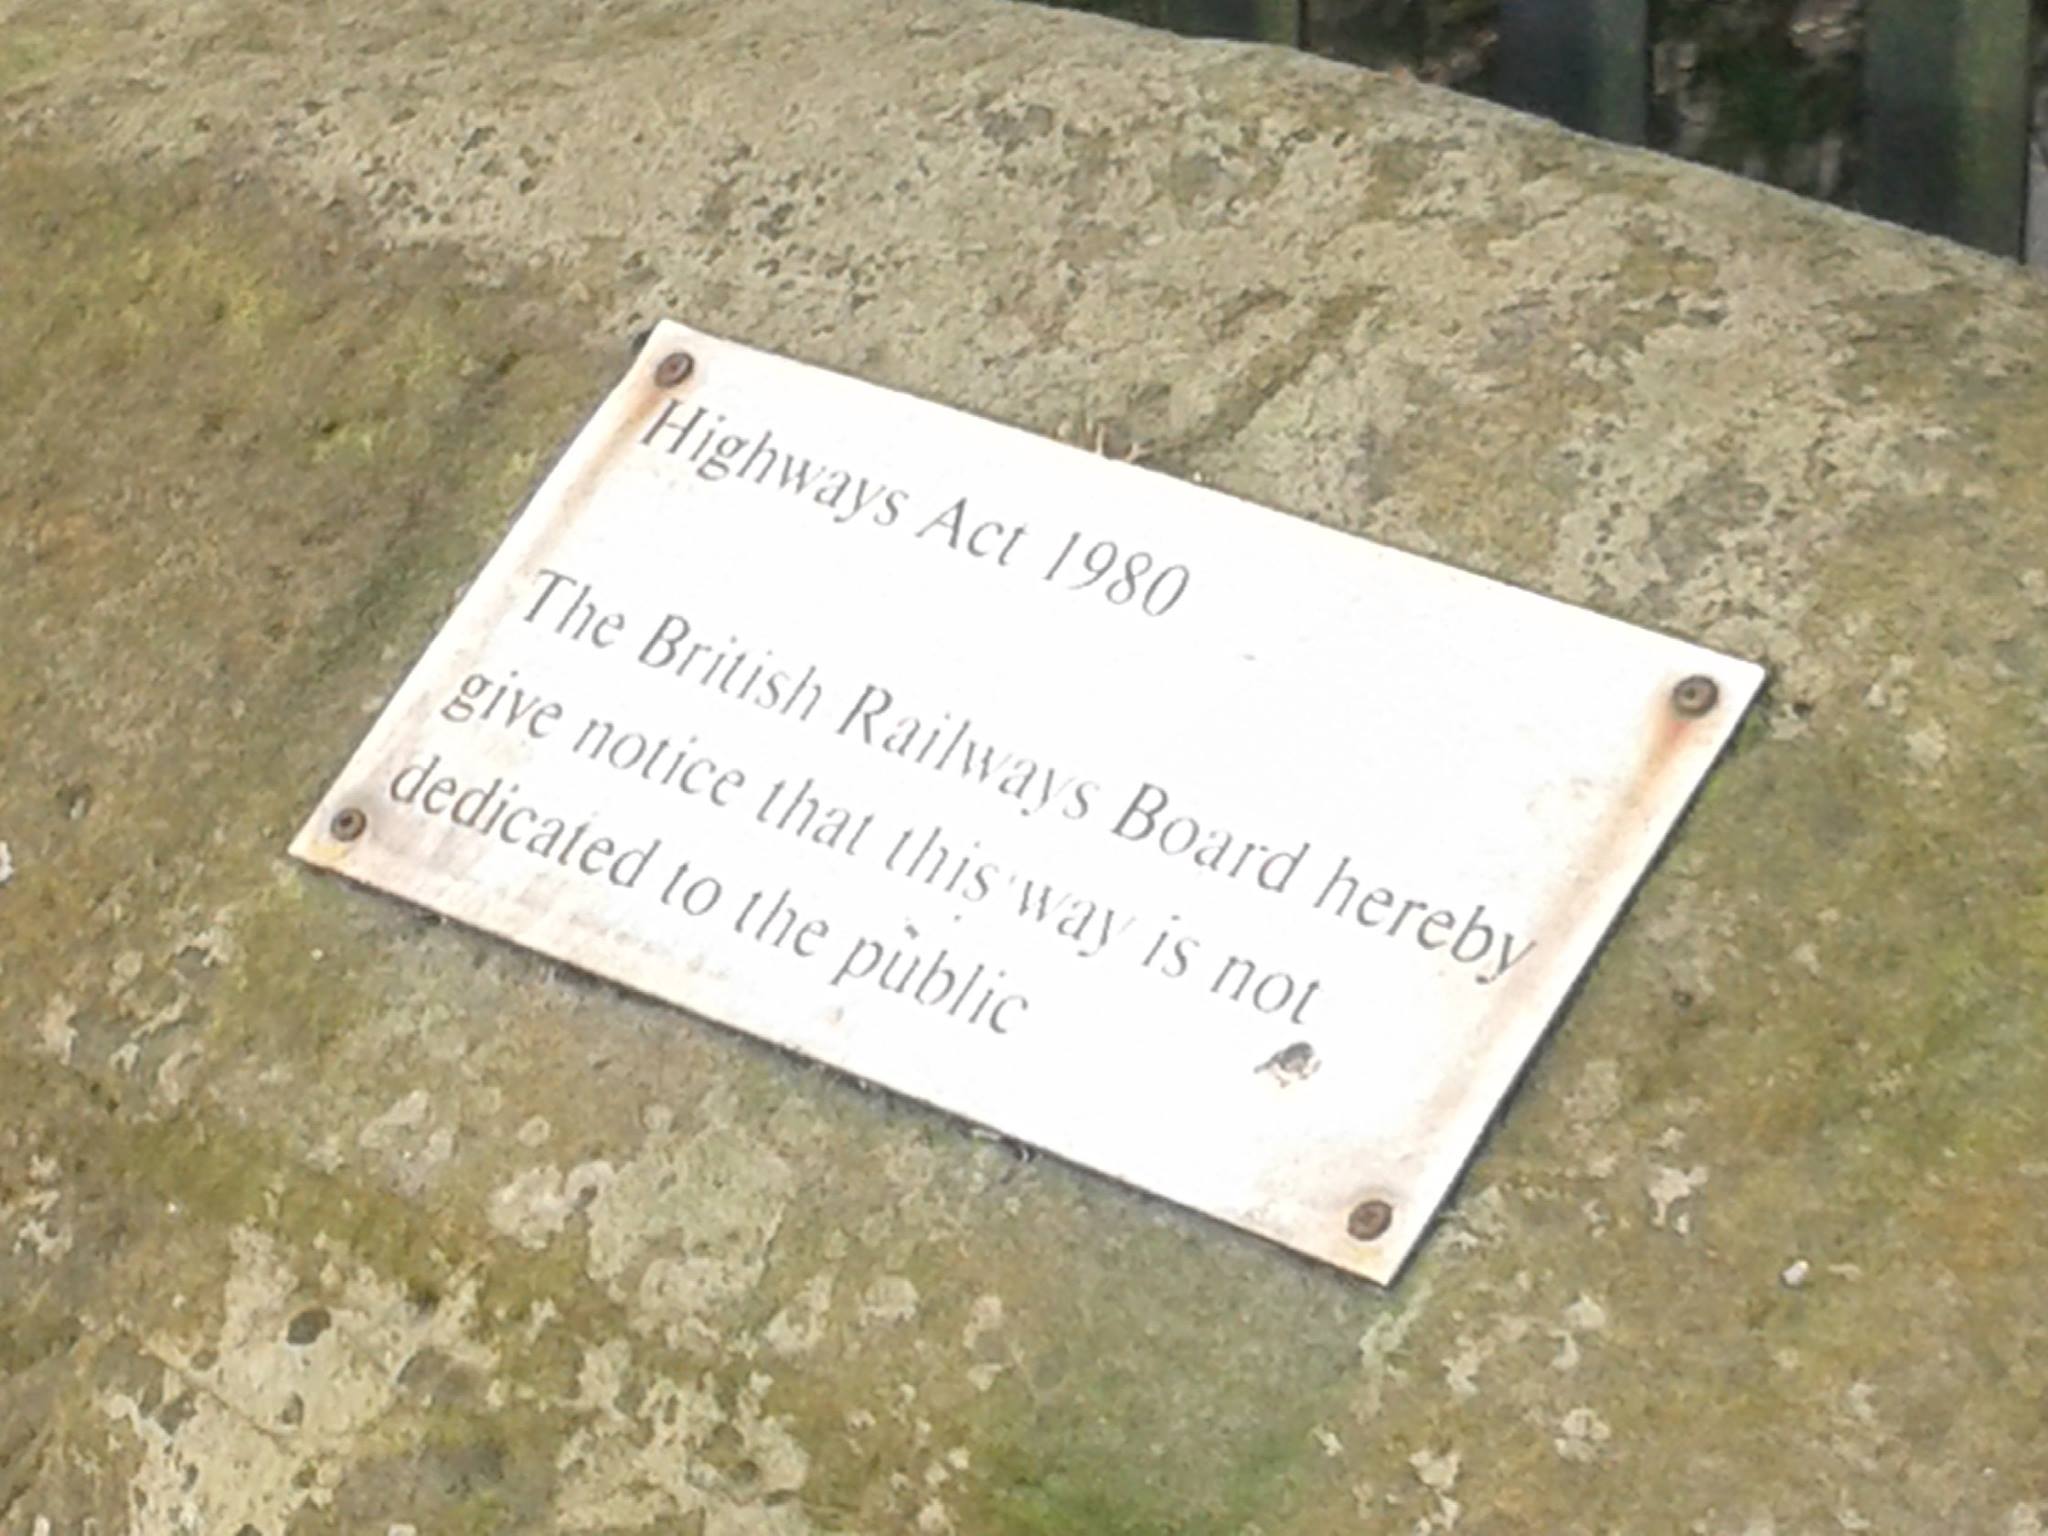 Highways Act 1980
The British Railways Board hereby
give notice that this way is not
dedicated to the public